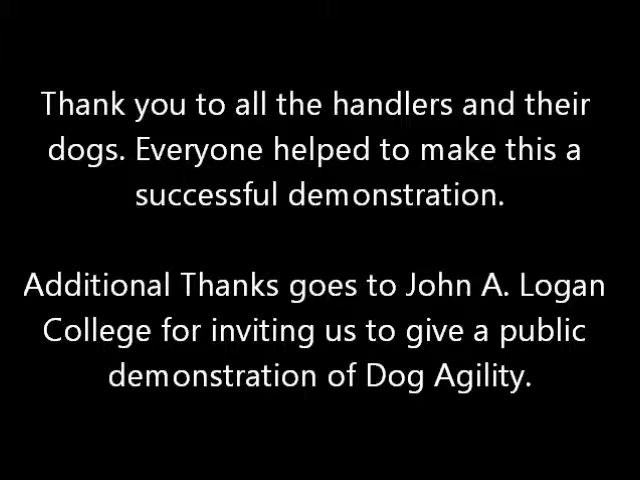 Thank you to all the handlers and their
dogs. Everyone helped to make this a
successful demonstration.
Additional Thanks goes to John A. Logan
College for inviting us to give a public
demonstration of Dog Agility.